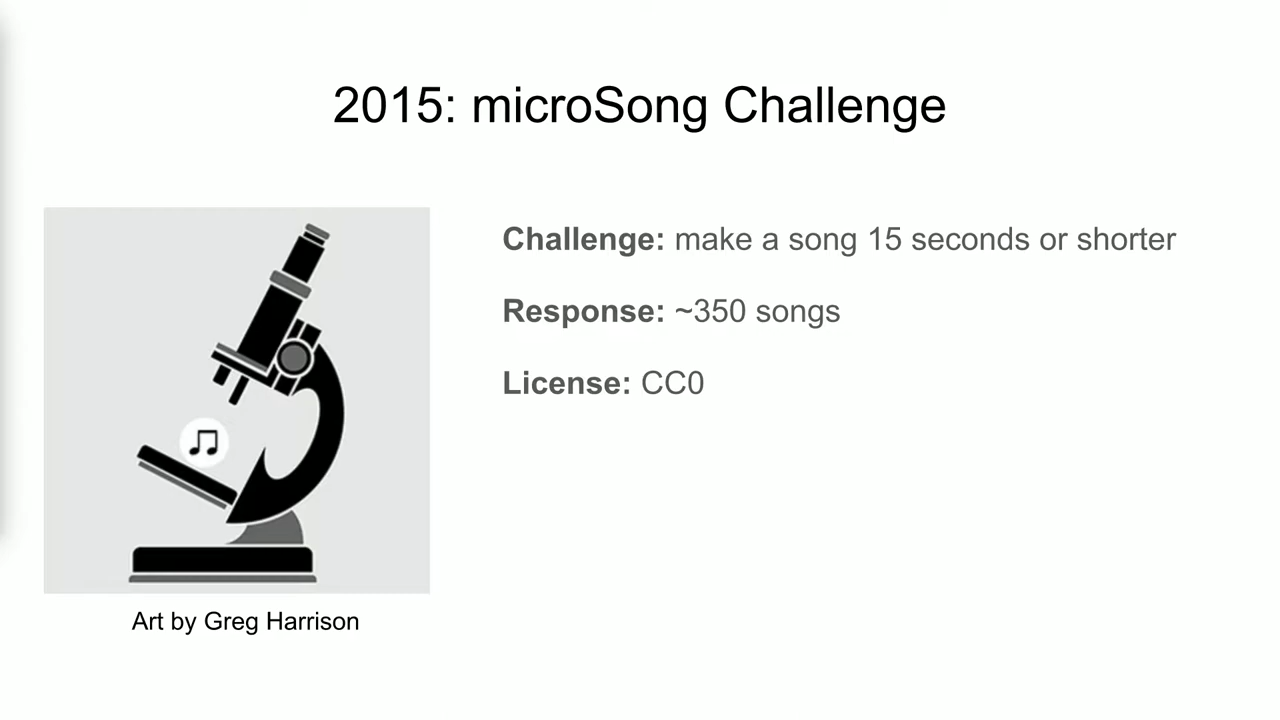 2015: microSong Challenge
Challenge: make a song 15 seconds or shorter
Response: ~350 songs
License: CC0
Art by Greg Harrison